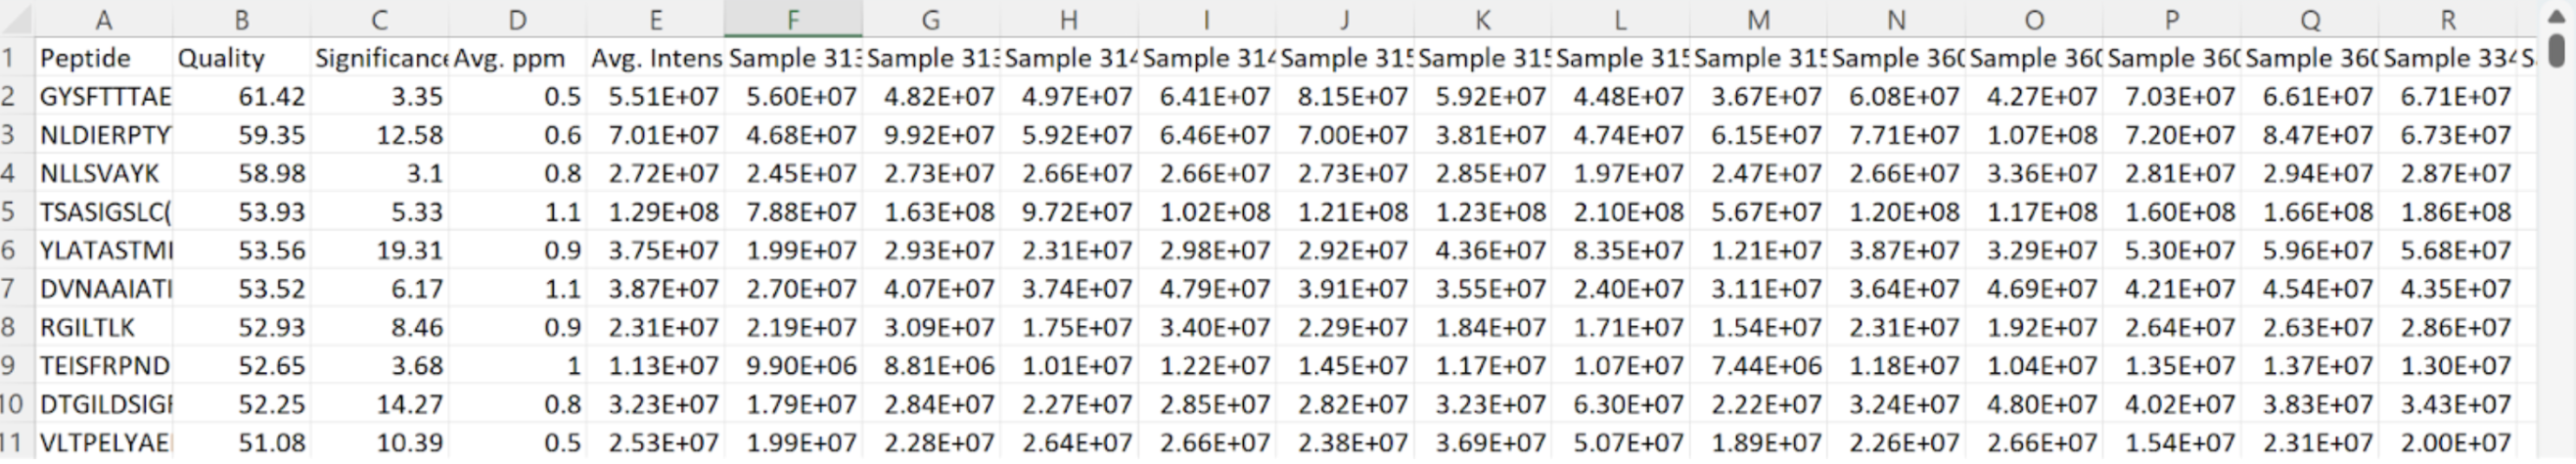 A B C D E F G H I J K L M N O P Q R
1 Peptide Quality Significance Avg. ppm Avg. Intens Sample 313 Sample 313 Sample 314 Sample 314 Sample 315 Sample 315 Sample 315 Sample 315 Sample 360 Sample 360 Sample 360 Sample 360 Sample 334 S
2 GYSFTTTAE 61.42 3.35 0.5 5.51E+07 5.60E+07 4.82E+07 4.97E+07 6.41E+07 8.15E+07 5.92E+07 4.48E+07 3.67E+07 6.08E+07 4.27E+07 7.03E+07 6.61E+07 6.71E+07
3 NLDIERPTY 59.35 12.58 0.6 7.01E+07 4.68E+07 9.92E+07 5.92E+07 6.46E+07 7.00E+07 3.81E+07 4.74E+07 6.15E+07 7.71E+07 1.07E+08 7.20E+07 8.47E+07 6.73E+07
4 NLLSVAYK 58.98 3.1 0.8 2.72E+07 2.45E+07 2.73E+07 2.66E+07 2.66E+07 2.73E+07 2.85E+07 1.97E+07 2.47E+07 2.66E+07 3.36E+07 2.81E+07 2.94E+07 2.87E+07
5 TSASIGSLC( 53.93 5.33 1.1 1.29E+08 7.88E+07 1.63E+08 9.72E+07 1.02E+08 1.21E+08 1.23E+08 2.10E+08 5.67E+07 1.20E+08 1.17E+08 1.60E+08 1.66E+08 1.86E+08
6 YLATASTM 53.56 19.31 0.9 3.75E+07 1.99E+07 2.93E+07 2.31E+07 2.98E+07 2.92E+07 4.36E+07 8.35E+07 1.21E+07 3.87E+07 3.29E+07 5.30E+07 5.96E+07 5.68E+07
7 DVNAAIATI 53.52 6.17 1.1 3.87E+07 2.70E+07 4.07E+07 3.74E+07 4.79E+07 3.91E+07 3.55E+07 2.40E+07 3.11E+07 3.64E+07 4.69E+07 4.21E+07 4.54E+07 4.35E+07
8 RGILTLK 52.93 8.46 0.9 2.31E+07 2.19E+07 3.09E+07 1.75E+07 3.40E+07 2.29E+07 1.84E+07 1.71E+07 1.54E+07 2.31E+07 1.92E+07 2.64E+07 2.63E+07 2.86E+07
9 TEISFRPND 52.65 3.68 1 1.13E+07 9.90E+06 8.81E+06 1.01E+07 1.22E+07 1.45E+07 1.17E+07 1.07E+07 7.44E+06 1.18E+07 1.04E+07 1.35E+07 1.37E+07 1.30E+07
10 DTGILDSIG 52.25 14.27 0.8 3.23E+07 1.79E+07 2.84E+07 2.27E+07 2.85E+07 2.82E+07 3.23E+07 6.30E+07 2.22E+07 3.24E+07 4.80E+07 4.02E+07 3.83E+07 3.43E+07
11 VLTPELYAE 51.08 10.39 0.5 2.53E+07 1.99E+07 2.28E+07 2.64E+07 2.66E+07 2.38E+07 3.69E+07 5.07E+07 1.89E+07 2.26E+07 2.66E+07 1.54E+07 2.31E+07 2.00E+07